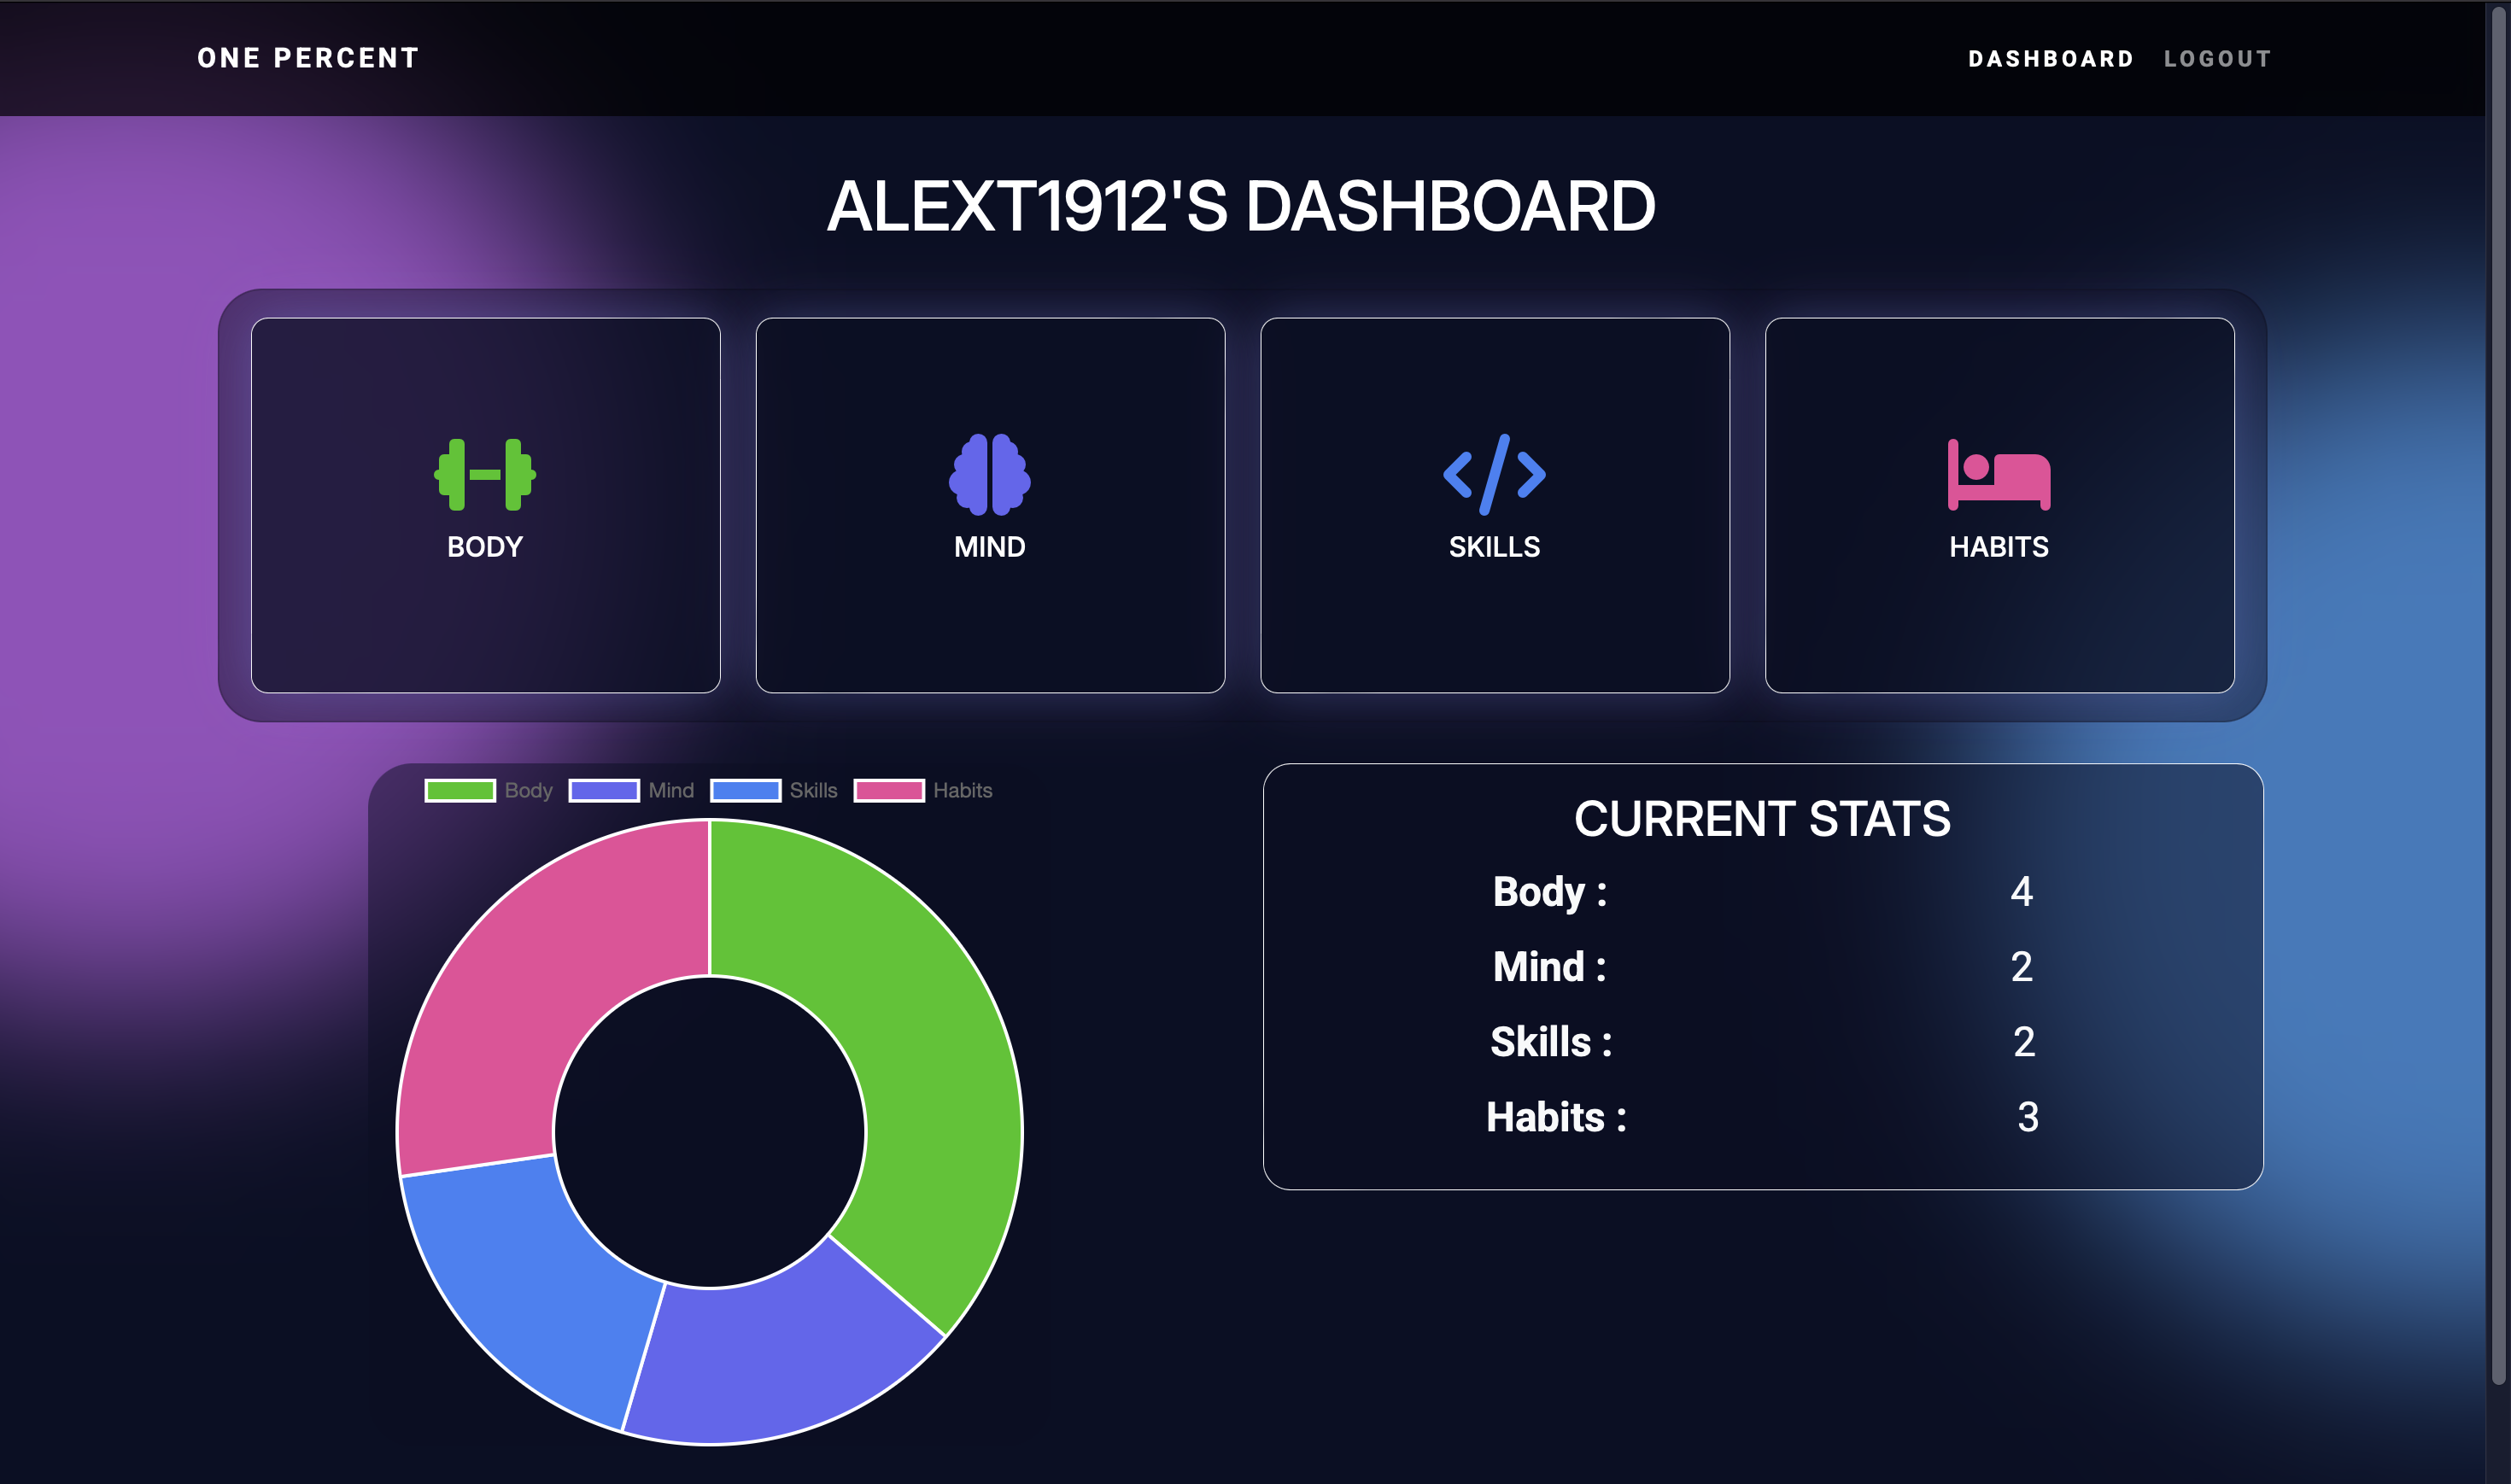 ONE PERCENT
DASHBOARD LOGOUT
ALEXT1912'S DASHBOARD
BODY
MIND
SKILLS
HABITS
Body Mind Skills Habits
CURRENT STATS
Body : 4
Mind : 2
Skills : 2
Habits : 3